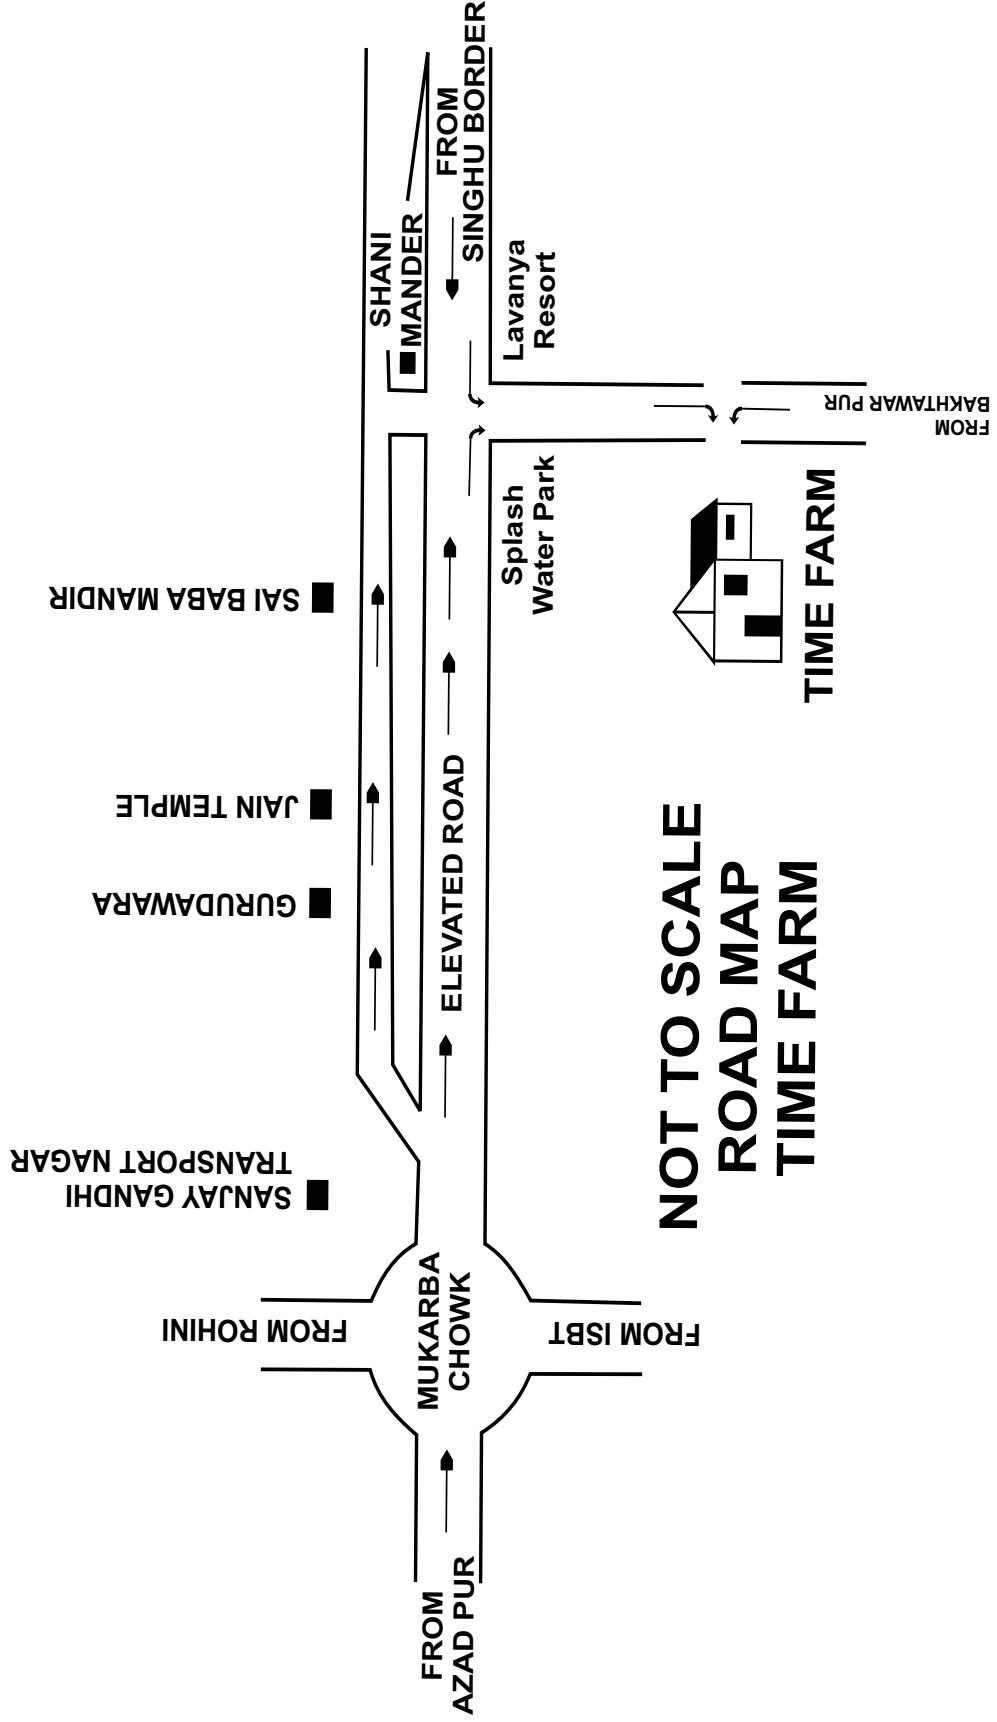 FROM
SINGHU BORDER
SHANI
MANDER
Lavanya
Resort
FROM
BAKHTAWAR PUR
Splash
Water Park
TIME FARM
SAI BABA MANDIR
JAIN TEMPLE
GURUDAWARA
ELEVATED ROAD
NOT TO SCALE
ROAD MAP
TIME FARM
SANJAY GANDHI
TRANSPORT NAGAR
MUKARBA
CHOWK
FROM ROHINI
FROM ISBT
FROM
AZAD PUR